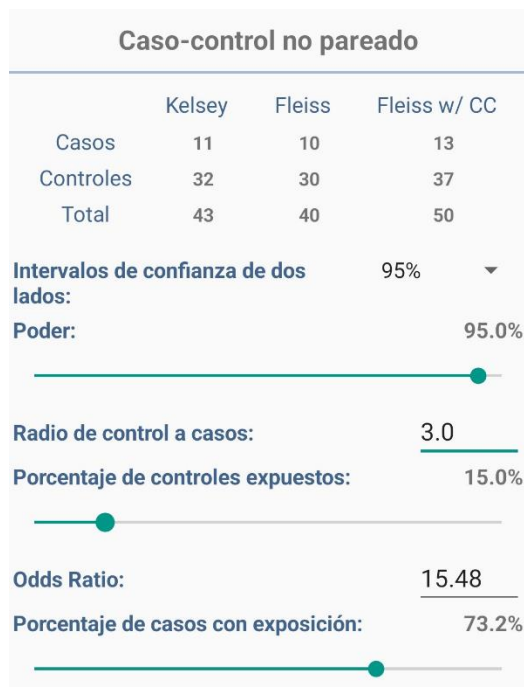 Caso-control no pareado
Kelsey Fleiss Fleiss w/ CC
Casos 11 10 13
Controles 32 30 37
Total 43 40 50
Intervalos de confianza de dos 95%
lados:
Poder: 95.0%
Radio de control a casos: 3.0
Porcentaje de controles expuestos: 15.0%
Odds Ratio: 15.48
Porcentaje de casos con exposición: 73.2%